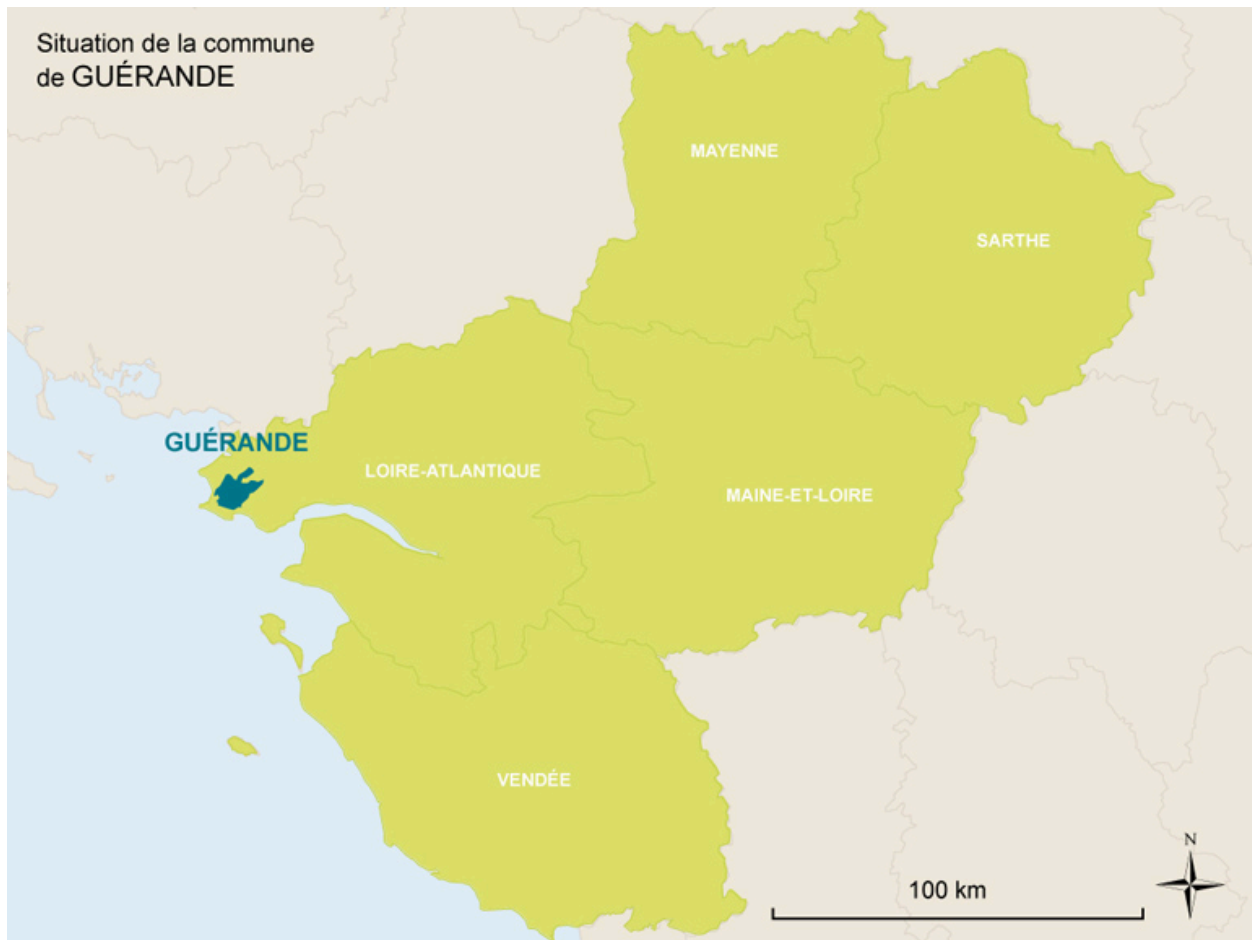 Situation de la commune
de GUÉRANDE
MAYENNE
SARTHE
GUÉRANDE
LOIRE-ATLANTIQUE
MAINE-ET-LOIRE
VENDÉE
N
100 km